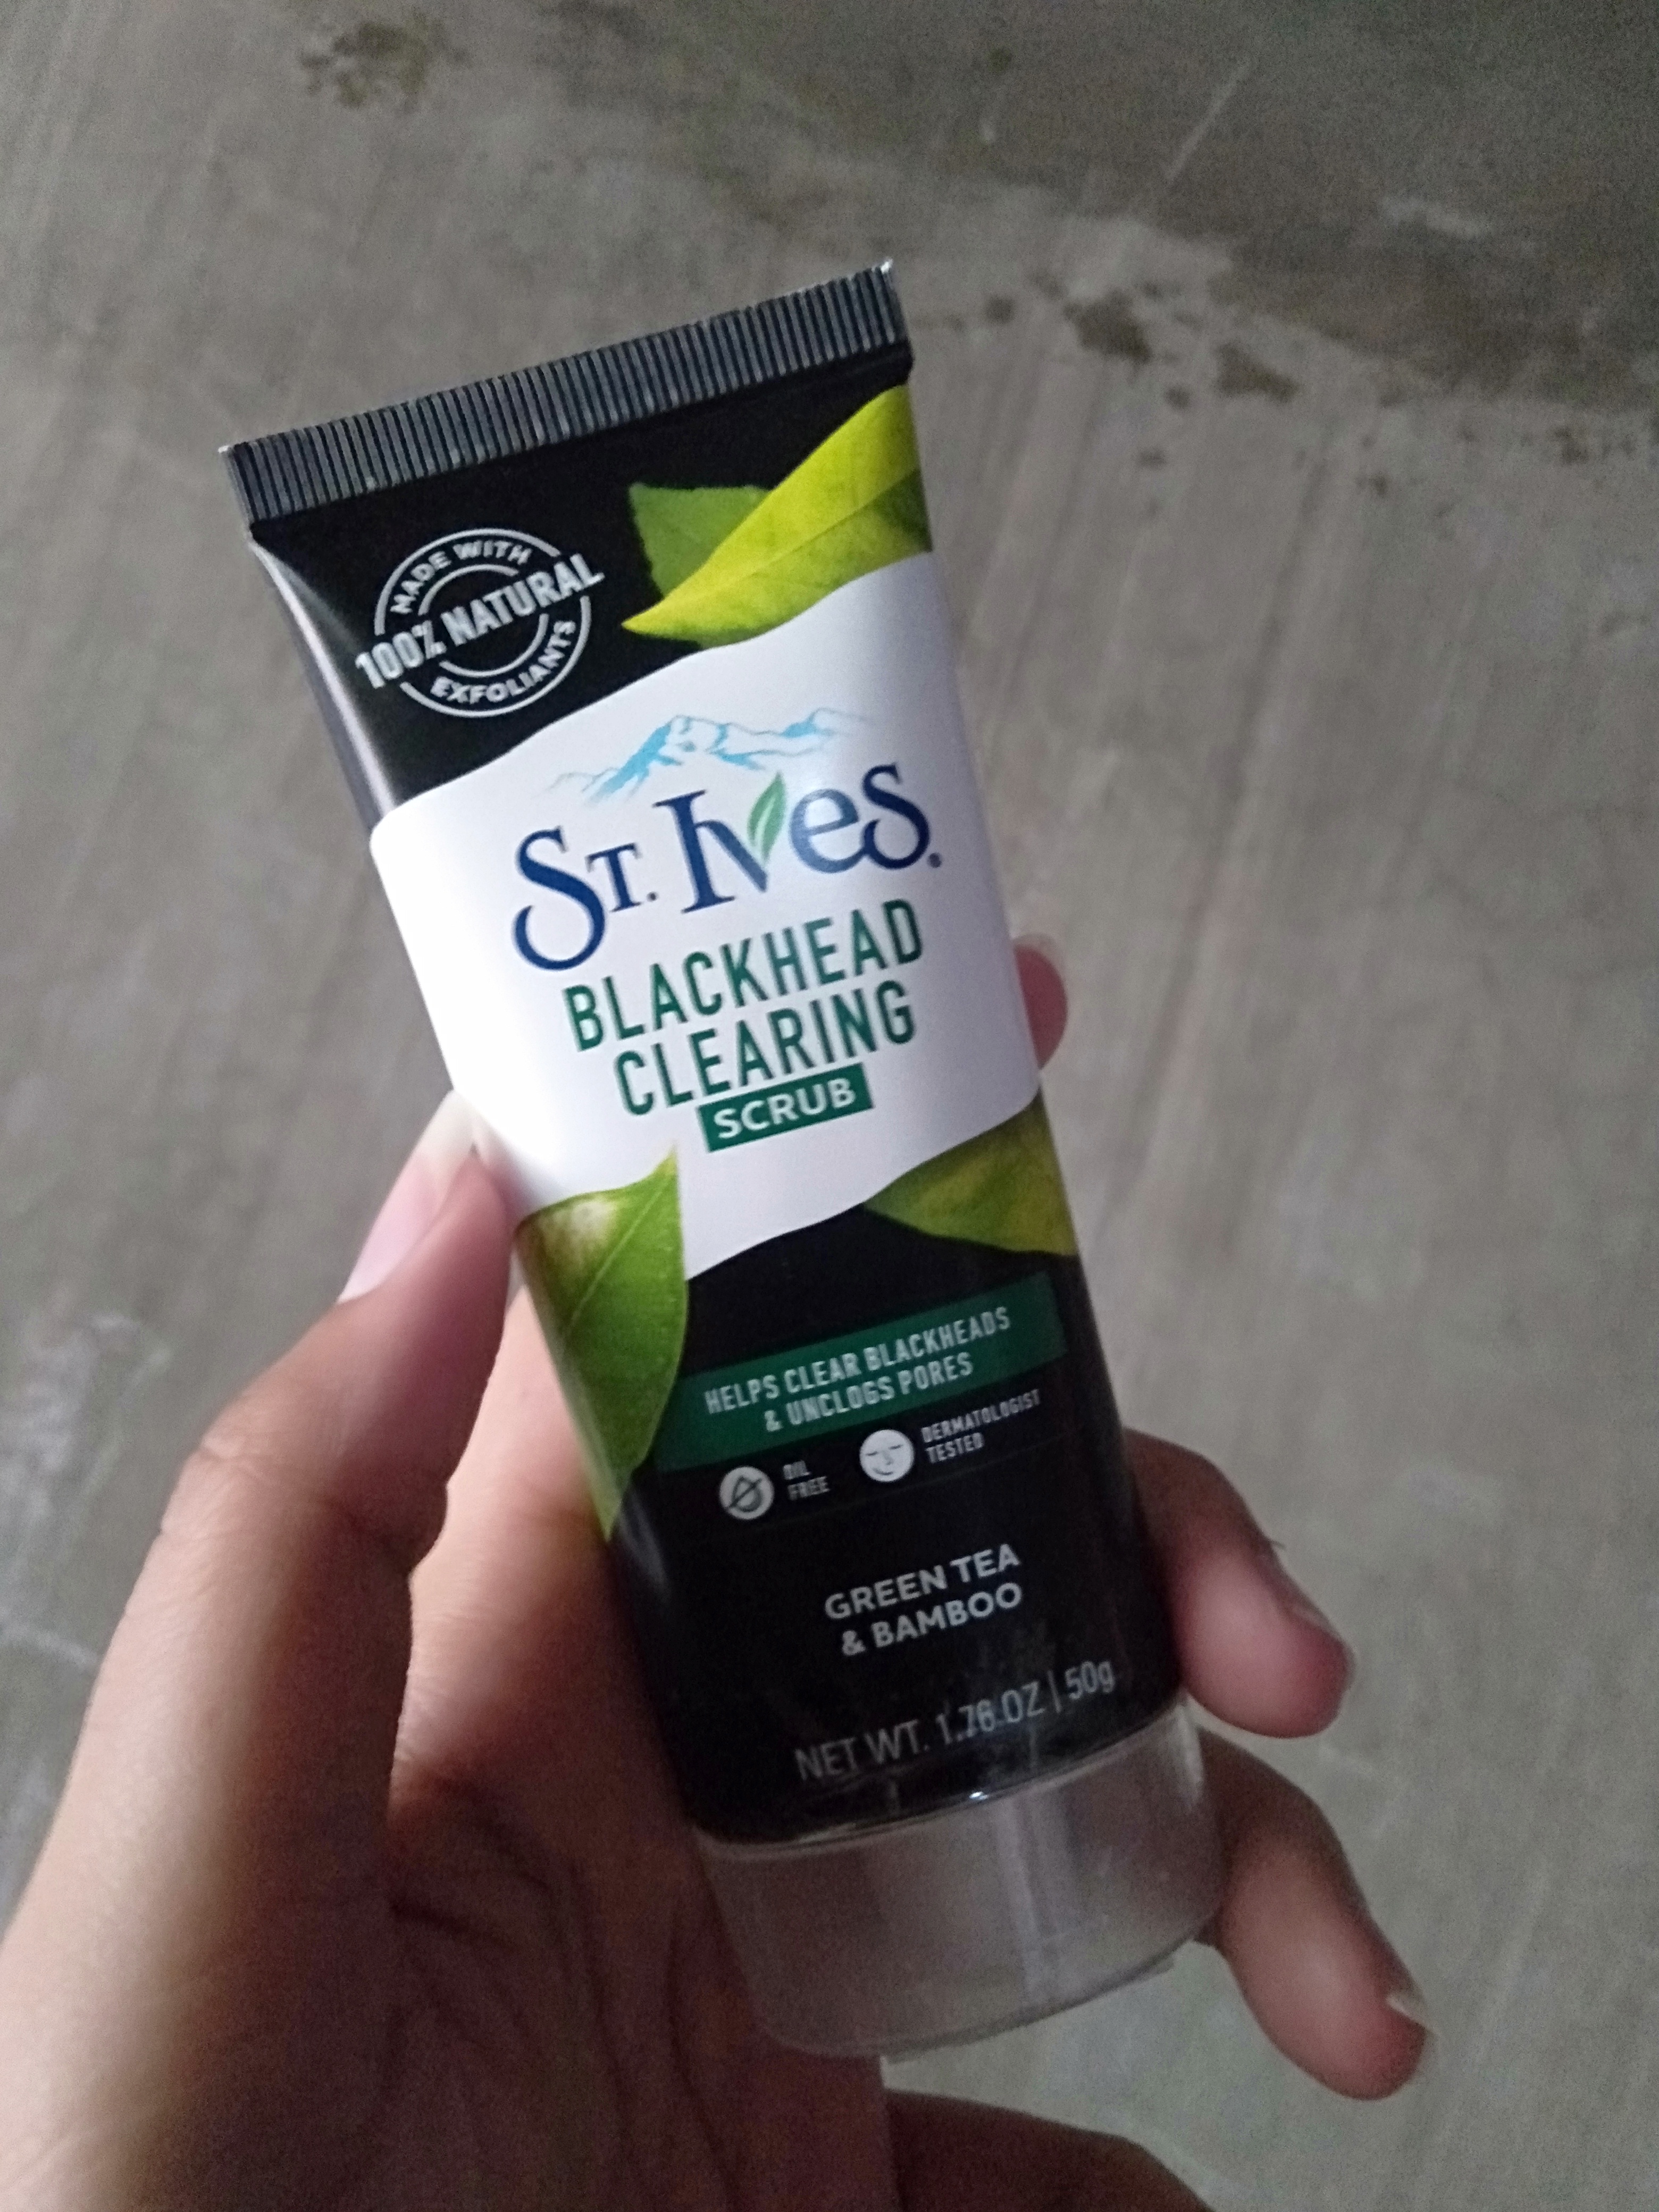 MADE WITH
100% NATURAL
EXFOLIANTS
ST. IVES®
BLACKHEAD
CLEARING
SCRUB
HELPS CLEAR BLACKHEADS
& UNCLOGS PORES
OIL
FREE
DERMATOLOGIST
TESTED
GREEN TEA
& BAMBOO
NET WT. 1.76 OZ | 50g